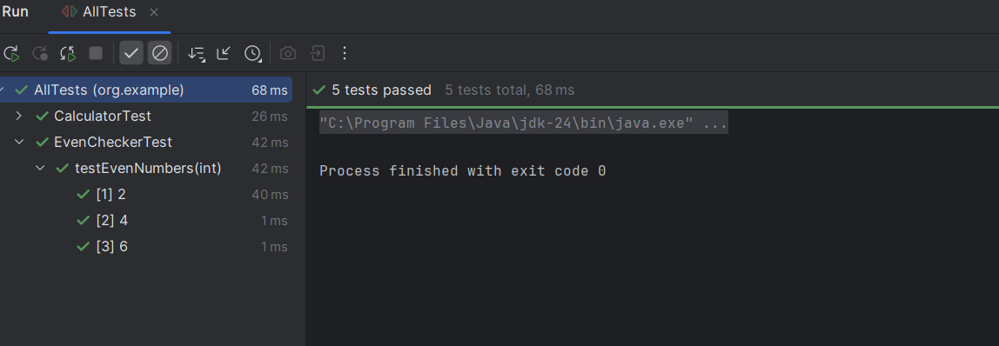 Run AllTests
AllTests (org.example) 68 ms
5 tests passed 5 tests total, 68 ms
CalculatorTest 26 ms
EvenCheckerTest 42 ms
testEvenNumbers(int) 42 ms
[1] 2 40 ms
[2] 4 1 ms
[3] 6 1 ms
"C:\Program Files\Java\jdk-24\bin\java.exe" ...
Process finished with exit code 0